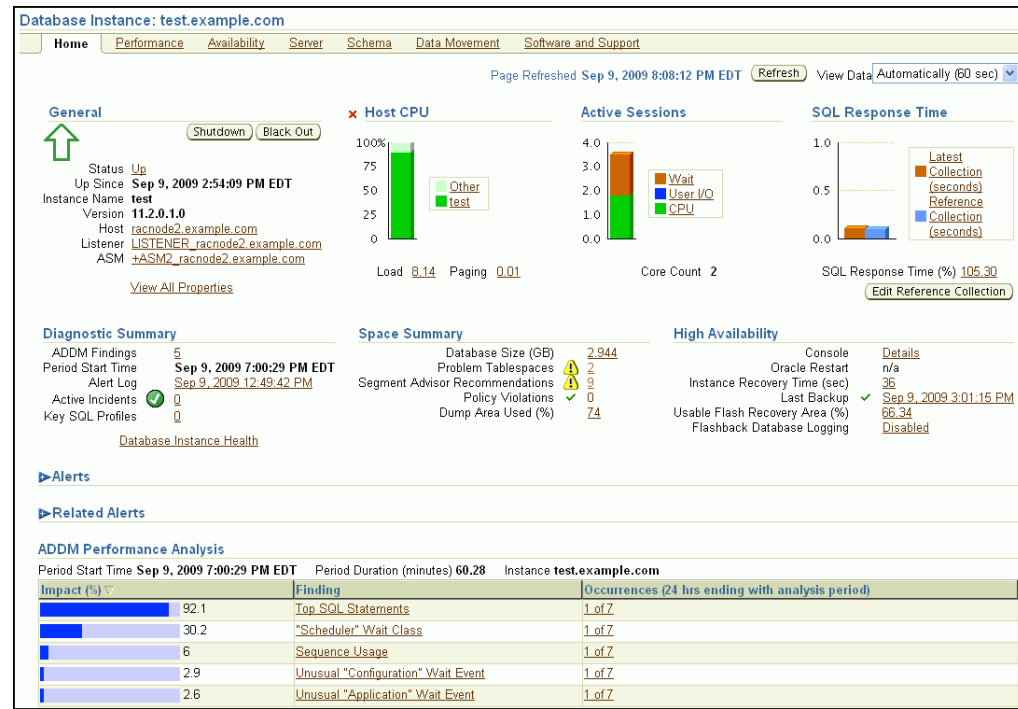 Database Instance: test.example.com
Home Performance Availability Server Schema Data Movement Software and Support
Page Refreshed Sep 9, 2009 8:08:12 PM EDT Refresh View Data Automatically (60 sec)
General
Shutdown Black Out
Status Up
Up Since Sep 9, 2009 2:54:09 PM EDT
Instance Name test
Version 11.2.0.1.0
Host racnode2.example.com
Listener LISTENER_racnode2.example.com
ASM +ASM2_racnode2.example.com
View All Properties
x Host CPU
100%
75
50
25
0
Other
test
Load 8.14 Paging 0.01
Active Sessions
4.0
3.0
2.0
1.0
0.0
Wait
User I/O
CPU
Core Count 2
SQL Response Time
1.0
0.5
0.0
Latest
Collection
(seconds)
Reference
Collection
(seconds)
SQL Response Time (%) 105.30
Edit Reference Collection
Diagnostic Summary
ADDM Findings 5
Period Start Time Sep 9, 2009 7:00:29 PM EDT
Alert Log Sep 9, 2009 12:49:42 PM
Active Incidents 0
Key SQL Profiles 0
Database Instance Health
Space Summary
Database Size (GB) 2.944
Problem Tablespaces 2
Segment Advisor Recommendations 9
Policy Violations 0
Dump Area Used (%) 74
High Availability
Console Details
Oracle Restart n/a
Instance Recovery Time (sec) 36
Last Backup Sep 9, 2009 3:01:15 PM
Usable Flash Recovery Area (%) 66.34
Flashback Database Logging Disabled
Alerts
Related Alerts
ADDM Performance Analysis
Period Start Time Sep 9, 2009 7:00:29 PM EDT Period Duration (minutes) 60.28 Instance test.example.com
Impact (%) Finding Occurrences (24 hrs ending with analysis period)
92.1 Top SQL Statements 1 of 7
30.2 "Scheduler" Wait Class 1 of 7
6 Sequence Usage 1 of 7
2.9 Unusual "Configuration" Wait Event 1 of 7
2.6 Unusual "Application" Wait Event 1 of 7